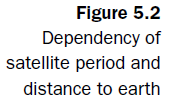 Figure 5.2
Dependency of
satellite period and
distance to earth